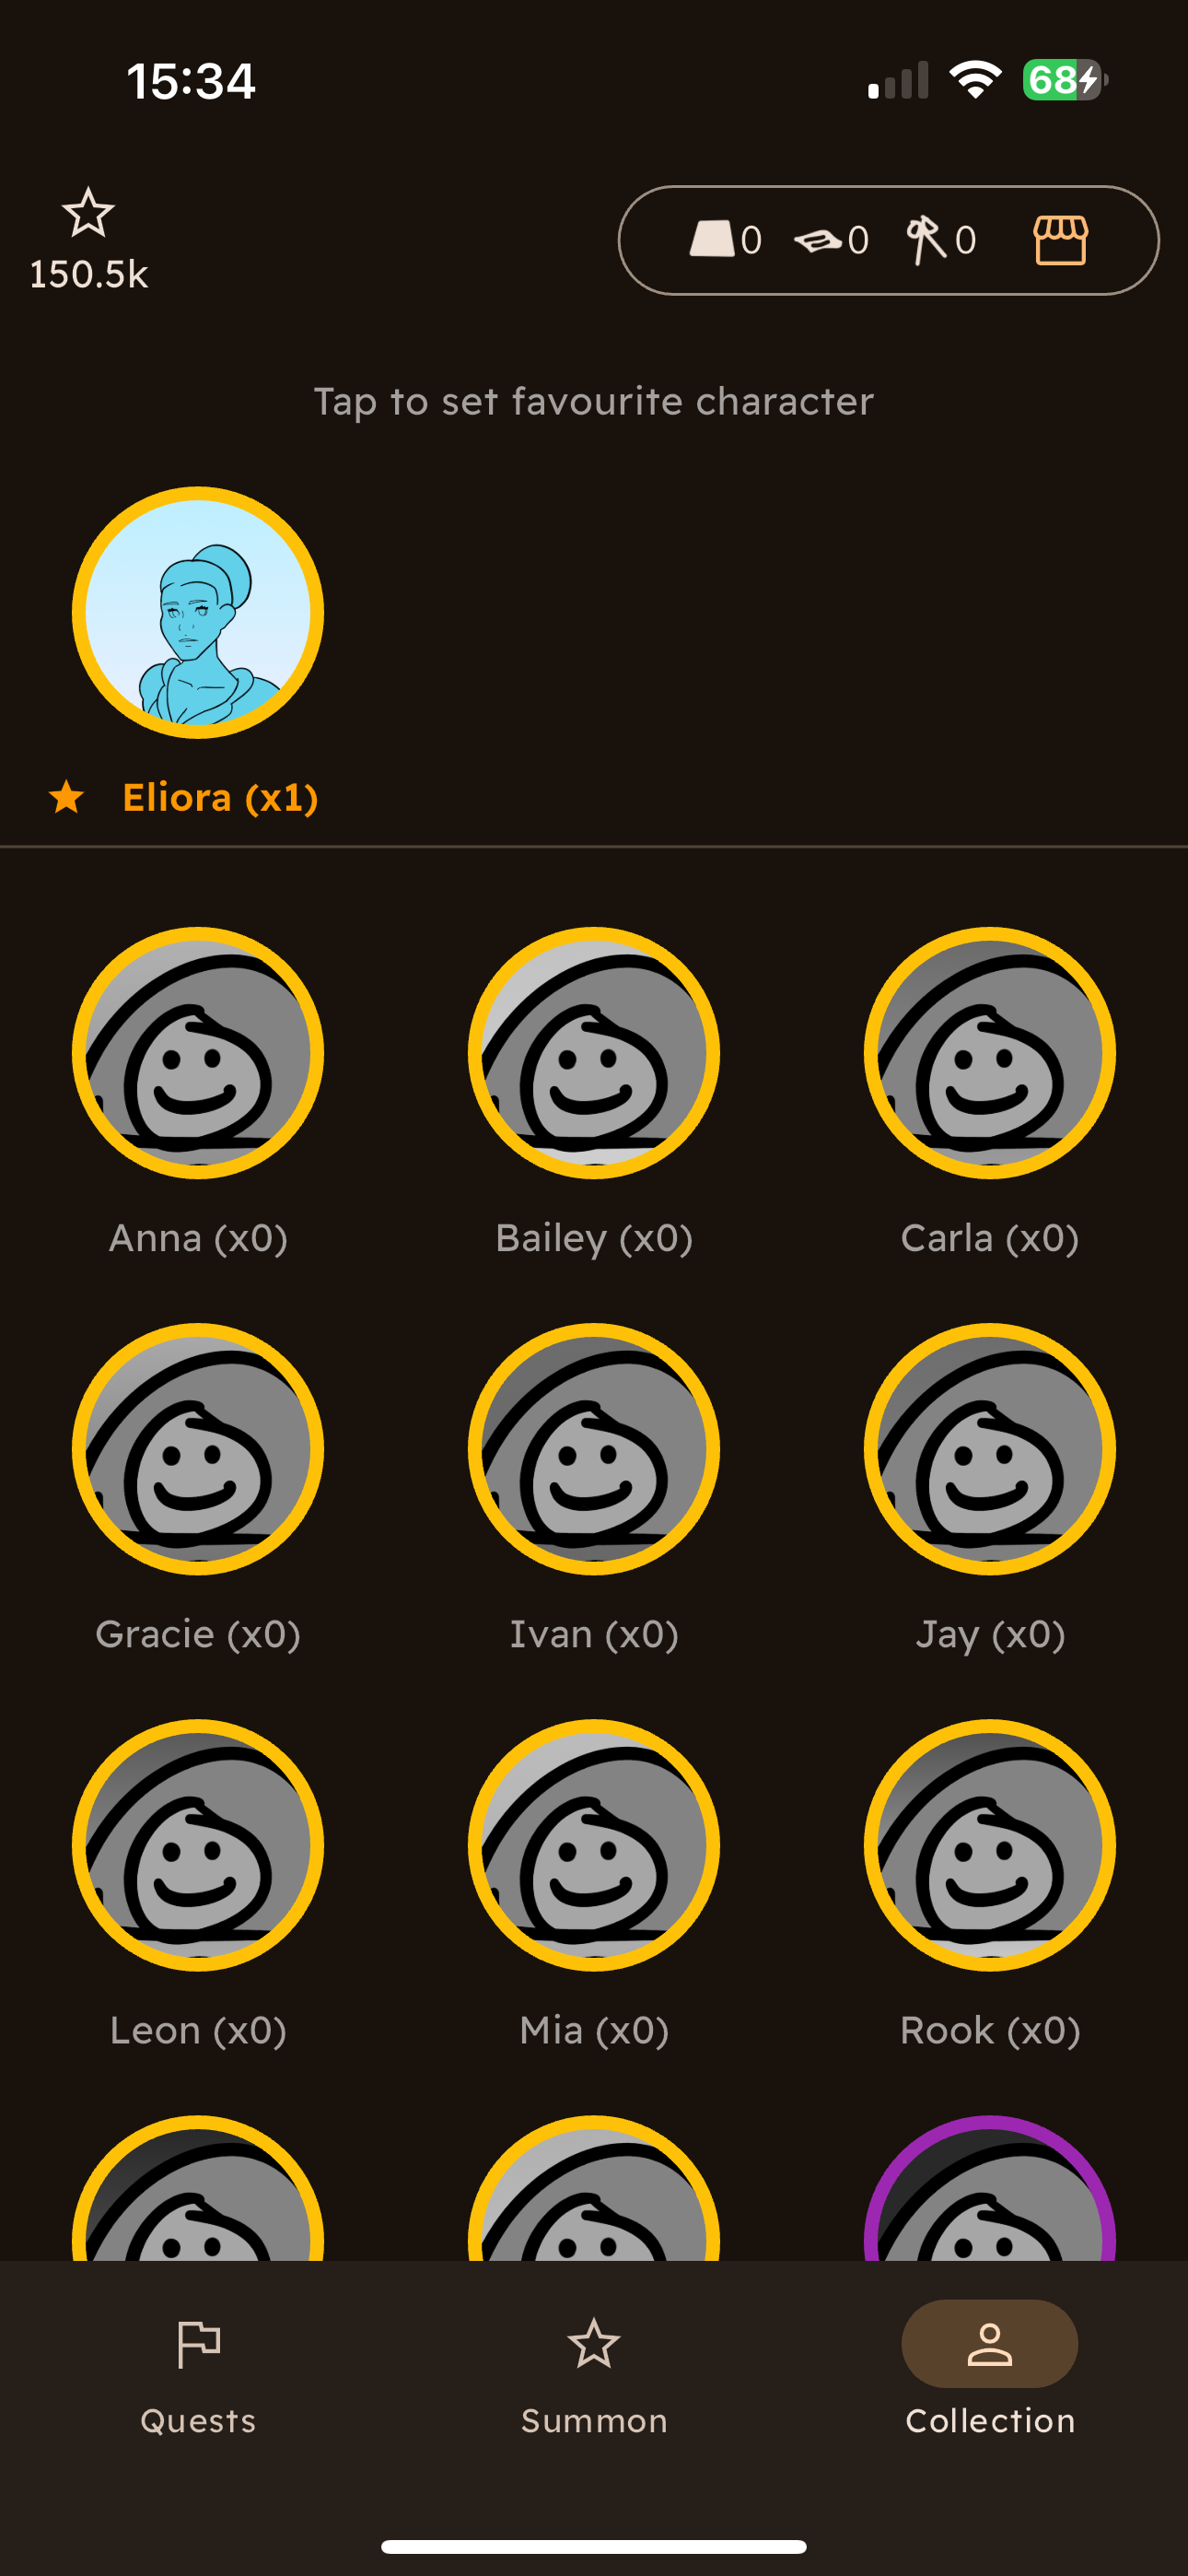 15:34
68
150.5k
0 0 0
Tap to set favourite character
Eliora (x1)
Anna (x0) Bailey (x0) Carla (x0)
Gracie (x0) Ivan (x0) Jay (x0)
Leon (x0) Mia (x0) Rook (x0)
Quests Summon Collection